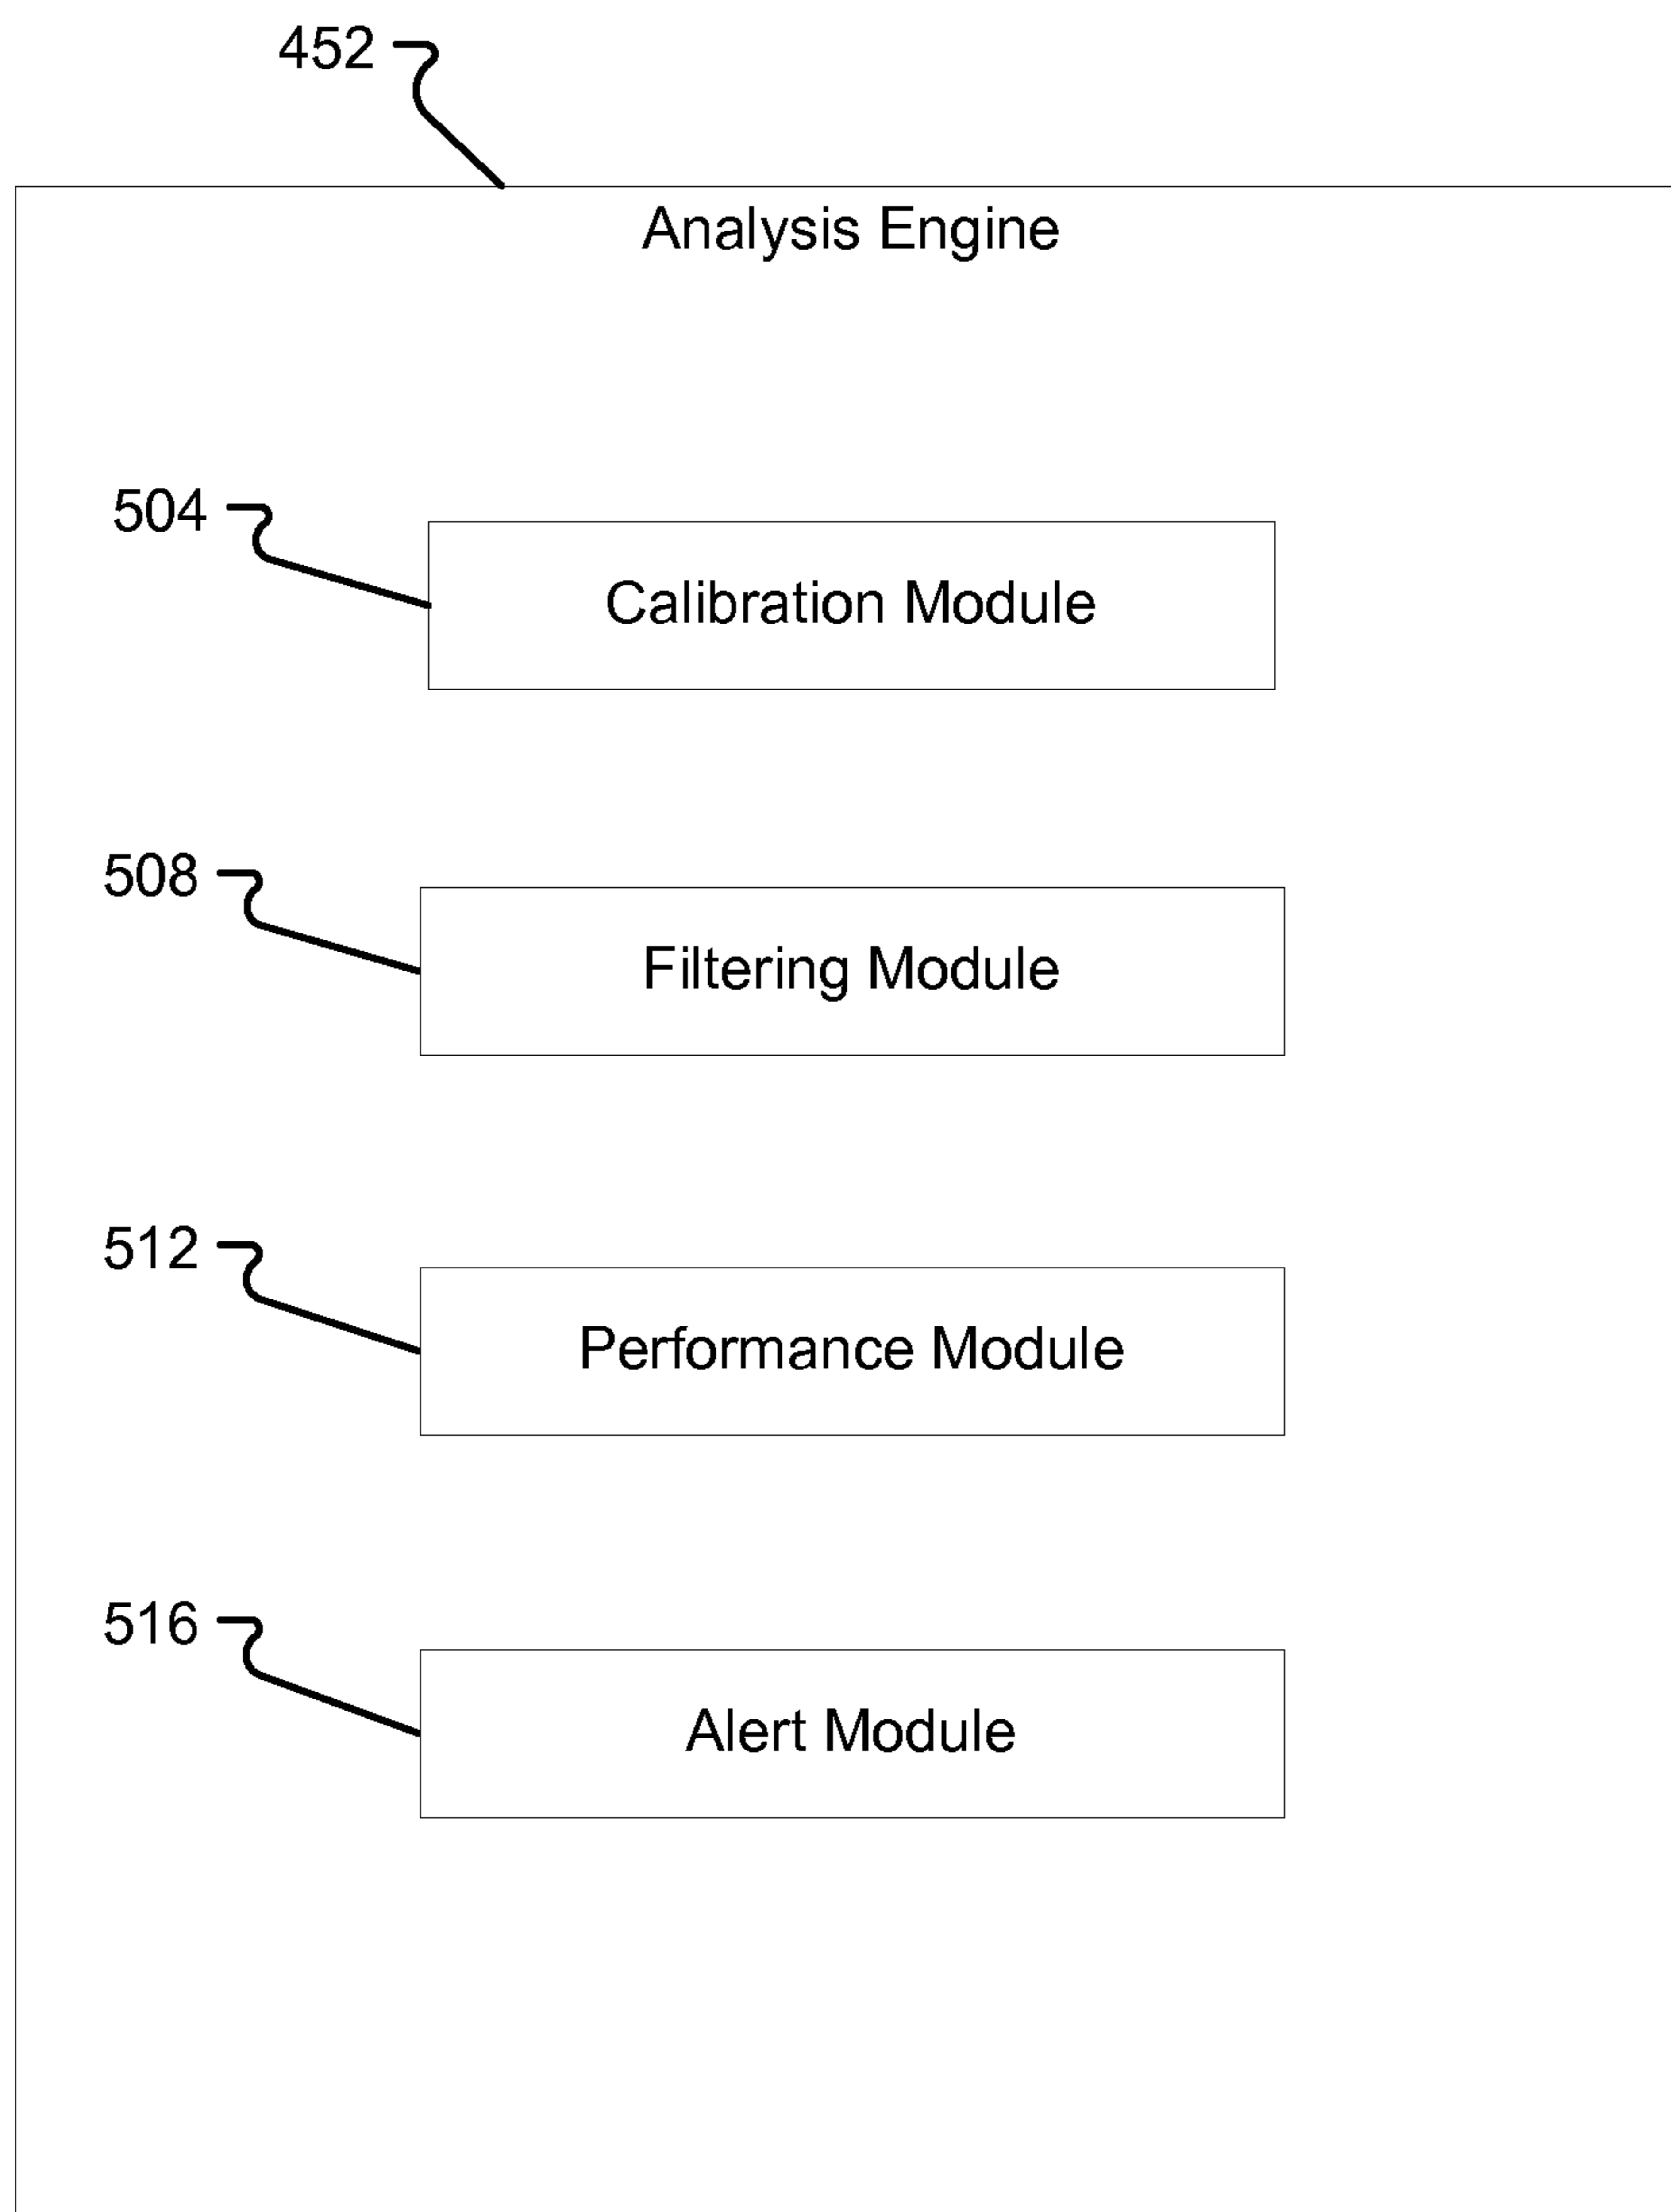 452
Analysis Engine
504
Calibration Module
508
Filtering Module
512
Performance Module
516
Alert Module